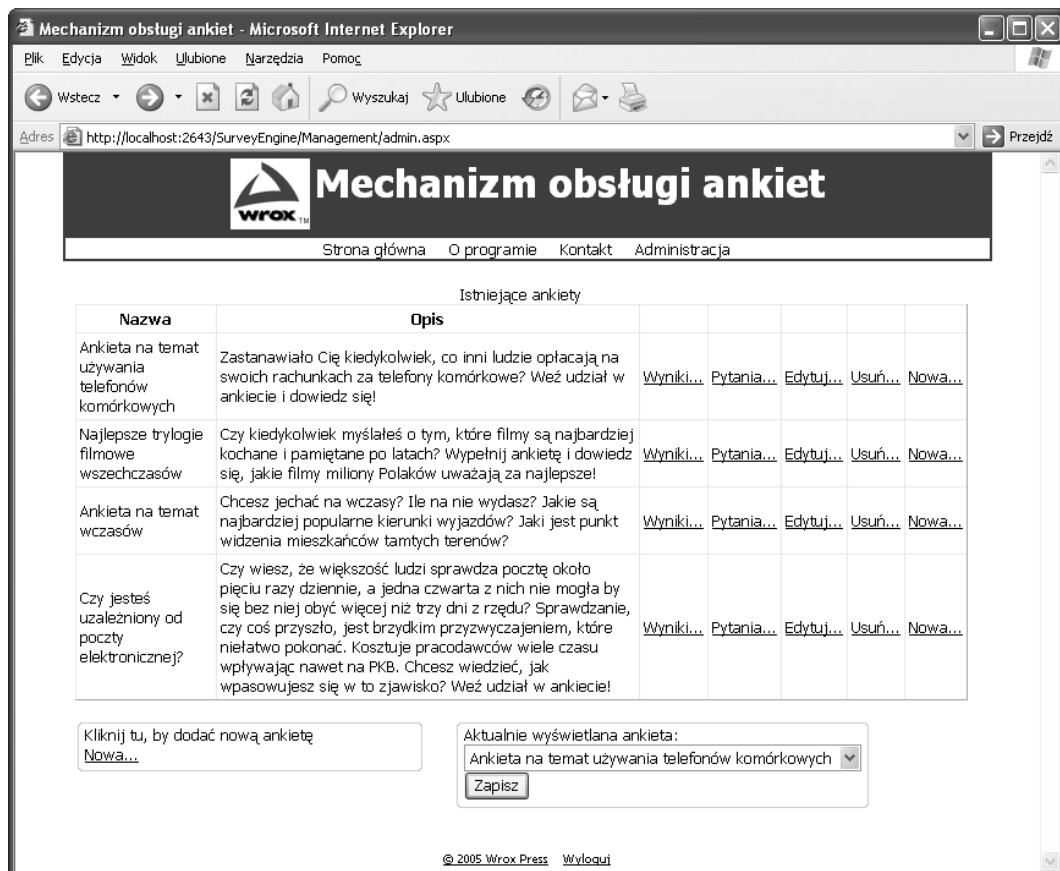 Mechanizm obsługi ankiet - Microsoft Internet Explorer
Plik Edycja Widok Ulubione Narzędzia Pomoc
Wstecz Wyszukaj Ulubione
Adres http://localhost:2643/SurveyEngine/Management/admin.aspx Przejdź
wrox TM Mechanizm obsługi ankiet
Strona główna O programie Kontakt Administracja
Istniejące ankiety
Nazwa Opis
Ankieta na temat
używania
telefonów
komórkowych
Zastanawiało Cię kiedykolwiek, co inni ludzie opłacają na
swoich rachunkach za telefony komórkowe? Weź udział w
ankiecie i dowiedz się!
Wyniki... Pytania... Edytuj... Usuń... Nowa...
Najlepsze trylogie
filmowe
wszechczasów
Czy kiedykolwiek myślałeś o tym, które filmy są najbardziej
kochane i pamiętane po latach? Wypełnij ankietę i dowiedz
się, jakie filmy miliony Polaków uważają za najlepsze!
Wyniki... Pytania... Edytuj... Usuń... Nowa...
Ankieta na temat
wczasów
Chcesz jechać na wczasy? Ile na nie wydasz? Jakie są
najbardziej popularne kierunki wyjazdów? Jaki jest punkt
widzenia mieszkańców tamtych terenów?
Wyniki... Pytania... Edytuj... Usuń... Nowa...
Czy jesteś
uzależniony od
poczty
elektronicznej?
Czy wiesz, że większość ludzi sprawdza pocztę około
pięciu razy dziennie, a jedna czwarta z nich nie mogła by
się bez niej obyć więcej niż trzy dni z rzędu? Sprawdzanie,
czy coś przyszło, jest brzydkim przyzwyczajeniem, które
niełatwo pokonać. Kosztuje pracodawców wiele czasu
wpływając nawet na PKB. Chcesz wiedzieć, jak
wpasowujesz się w to zjawisko? Weź udział w ankiecie!
Wyniki... Pytania... Edytuj... Usuń... Nowa...
Kliknij tu, by dodać nową ankietę
Nowa...
Aktualnie wyświetlana ankieta:
Ankieta na temat używania telefonów komórkowych
Zapisz
© 2005 Wrox Press Wyloguj